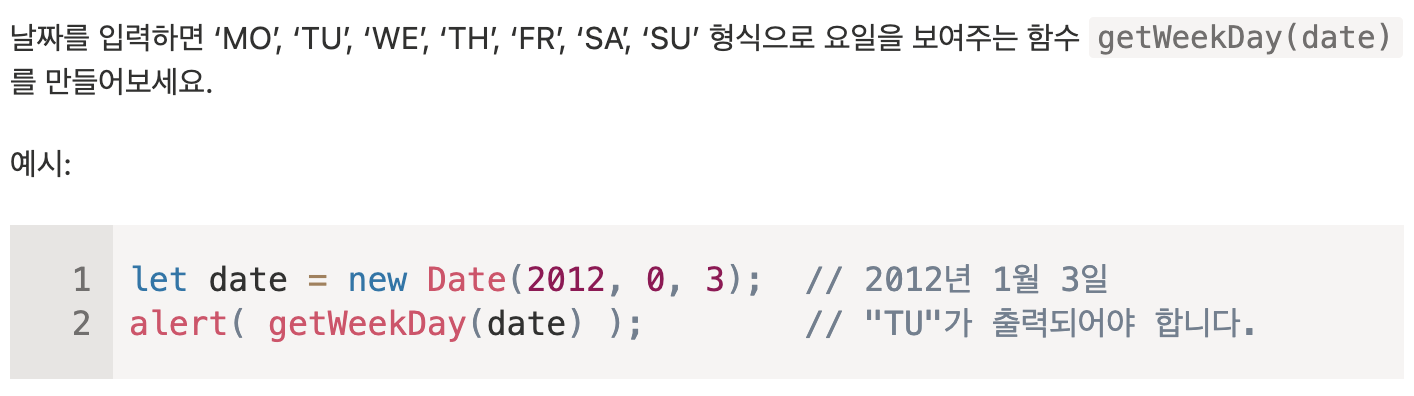 날짜를 입력하면 ‘MO’, ‘TU’, ‘WE’, ‘TH’, ‘FR’, ‘SA’, ‘SU’ 형식으로 요일을 보여주는 함수 getWeekDay(date)
를 만들어보세요.
예시:
1 let date = new Date(2012, 0, 3);  // 2012년 1월 3일
2 alert( getWeekDay(date) );        // "TU"가 출력되어야 합니다.